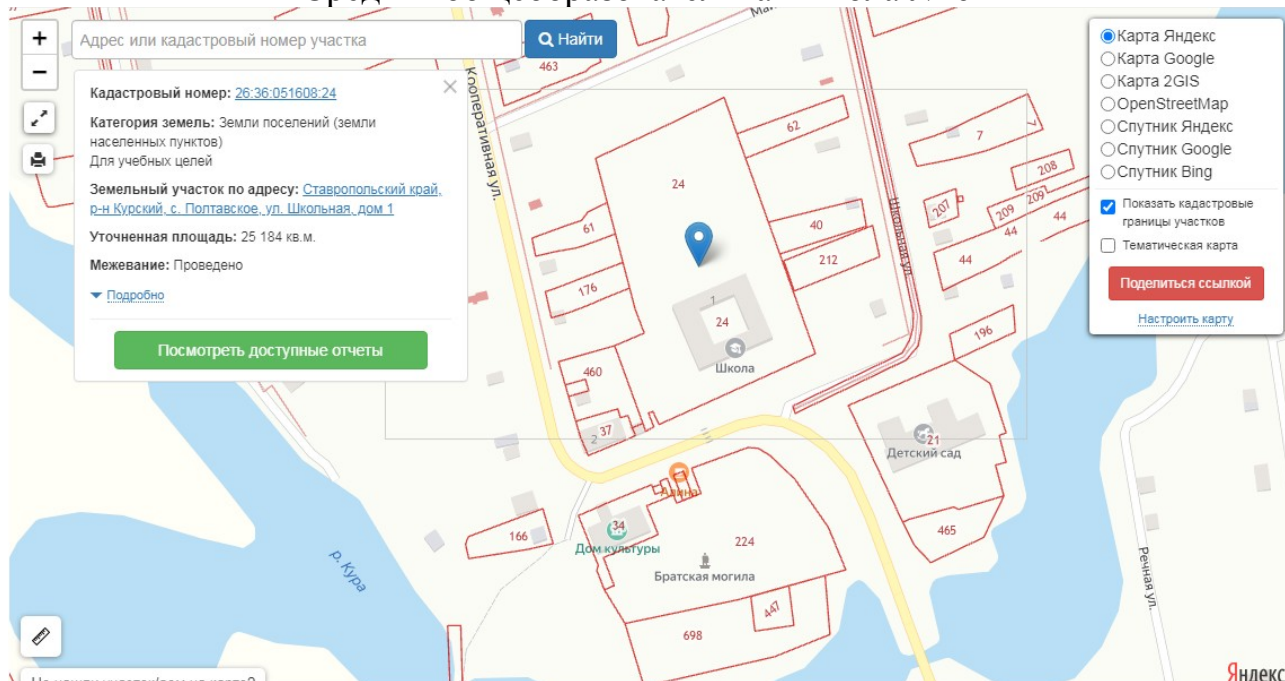 +
−
Адрес или кадастровый номер участка
Найти
Кадастровый номер: 26:36:051608:24
Категория земель: Земли поселений (земли
населенных пунктов)
Для учебных целей
Земельный участок по адресу: Ставропольский край,
р-н Курский, с. Полтавское, ул. Школьная, дом 1
Уточненная площадь: 25 184 кв.м.
Межевание: Проведено
Подробно
Посмотреть доступные отчеты
Карта Яндекс
Карта Google
Карта 2GIS
OpenStreetMap
Спутник Яндекс
Спутник Google
Спутник Bing
Показать кадастровые
границы участков
Тематическая карта
Поделиться ссылкой
Настроить карту
463
Кооперативная ул.
62
7
208
24
207
209
209
44
61
40
Школьная ул.
44
212
44
176
1
24
196
Школа
460
37
2
21
Детский сад
Алина
166
34
Дом культуры
224
465
Братская могила
р. Кура
447
698
Речная ул.
Яндекс